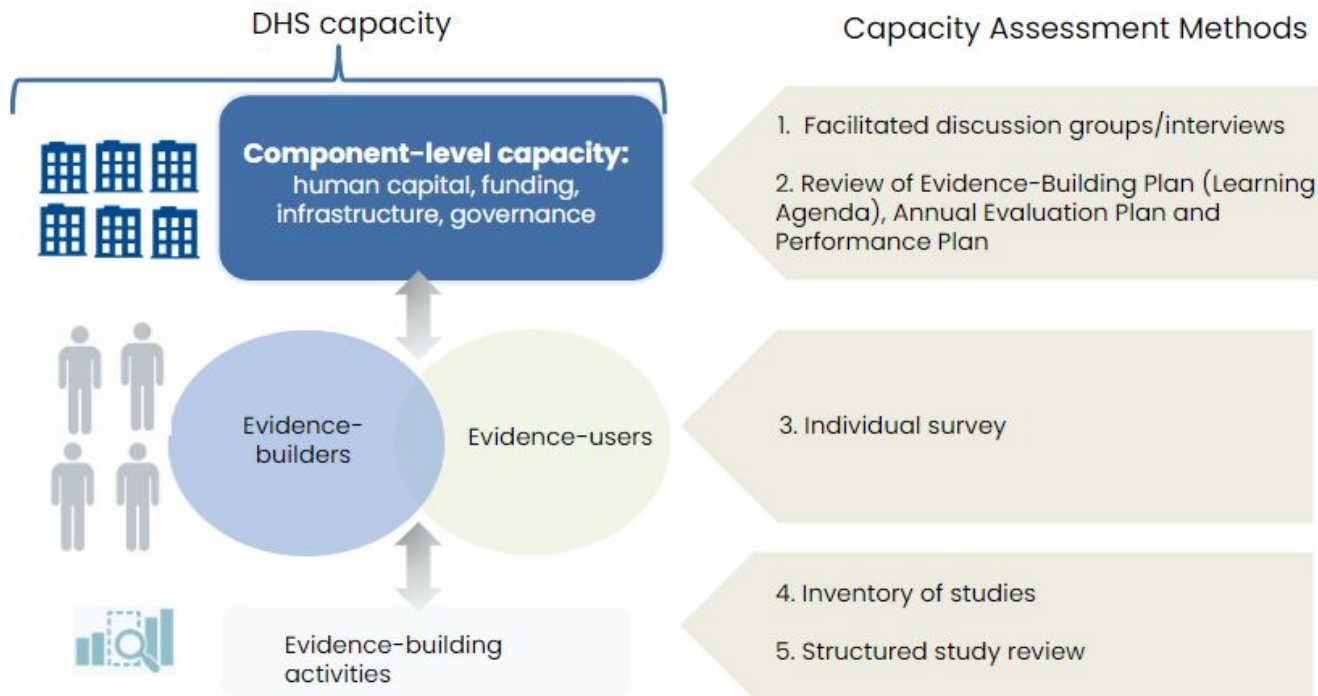 DHS capacity
Capacity Assessment Methods
Component-level capacity:
human capital, funding,
infrastructure, governance
1. Facilitated discussion groups/interviews
2. Review of Evidence-Building Plan (Learning
Agenda), Annual Evaluation Plan and
Performance Plan
Evidence-
builders
Evidence-users
3. Individual survey
Evidence-building
activities
4. Inventory of studies
5. Structured study review